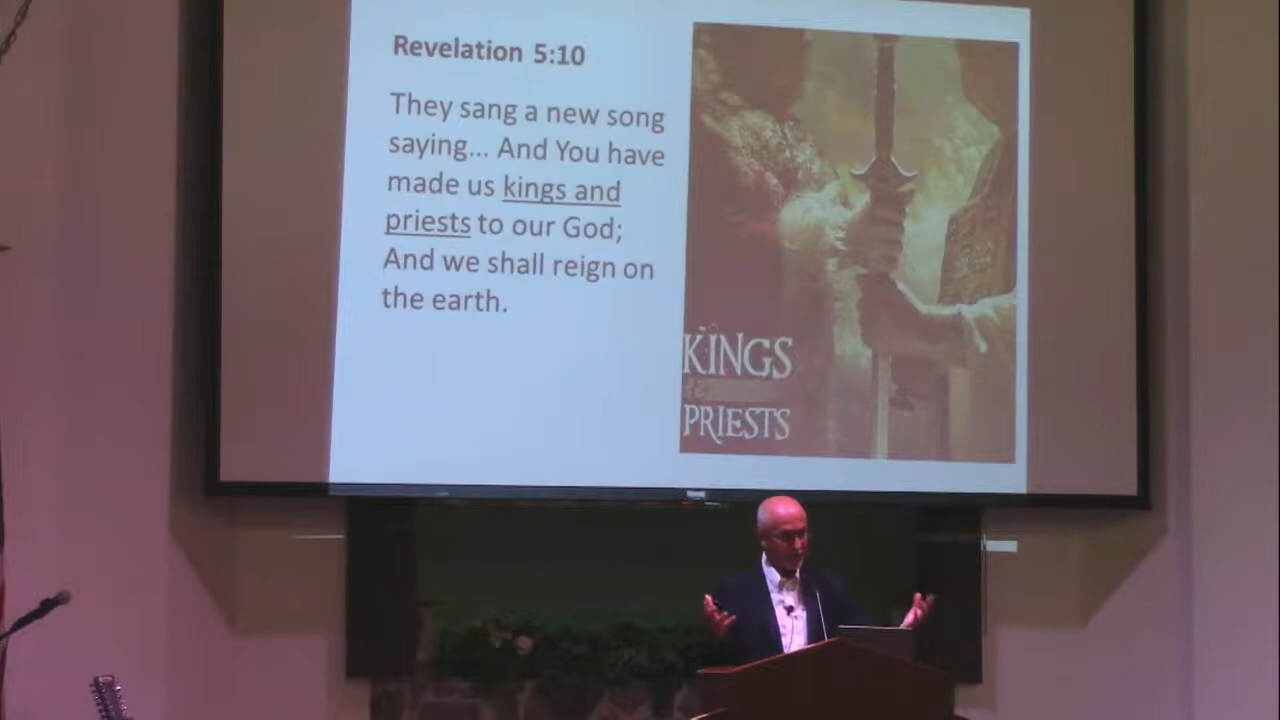 Revelation 5:10
They sang a new song
saying... And You have
made us kings and
priests to our God;
And we shall reign on
the earth.
KINGS
&
PRIESTS